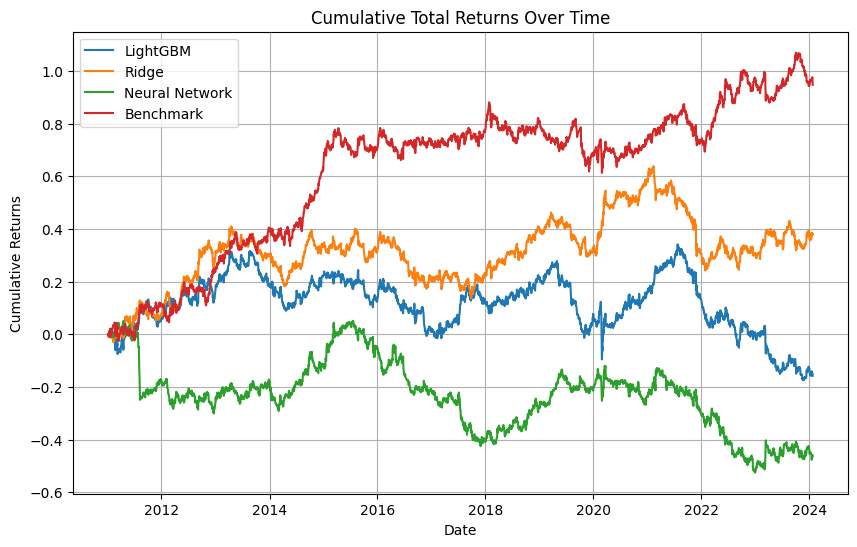 Cumulative Total Returns Over Time
LightGBM
Ridge
Neural Network
Benchmark
Cumulative Returns
1.0
0.8
0.6
0.4
0.2
0.0
−0.2
−0.4
−0.6
2012 2014 2016 2018 2020 2022 2024
Date